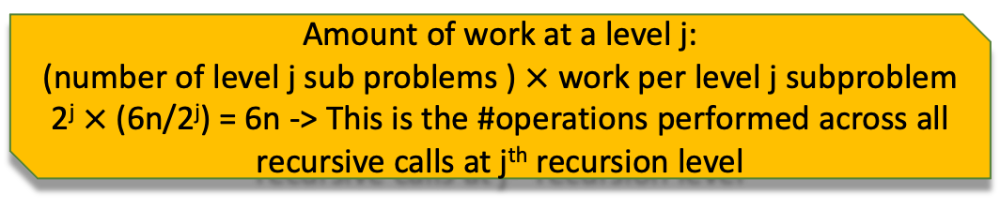 Amount of work at a level j:
(number of level j sub problems ) × work per level j subproblem
2ʲ × (6n/2ʲ) = 6n -> This is the #operations performed across all
recursive calls at jᵗʰ recursion level